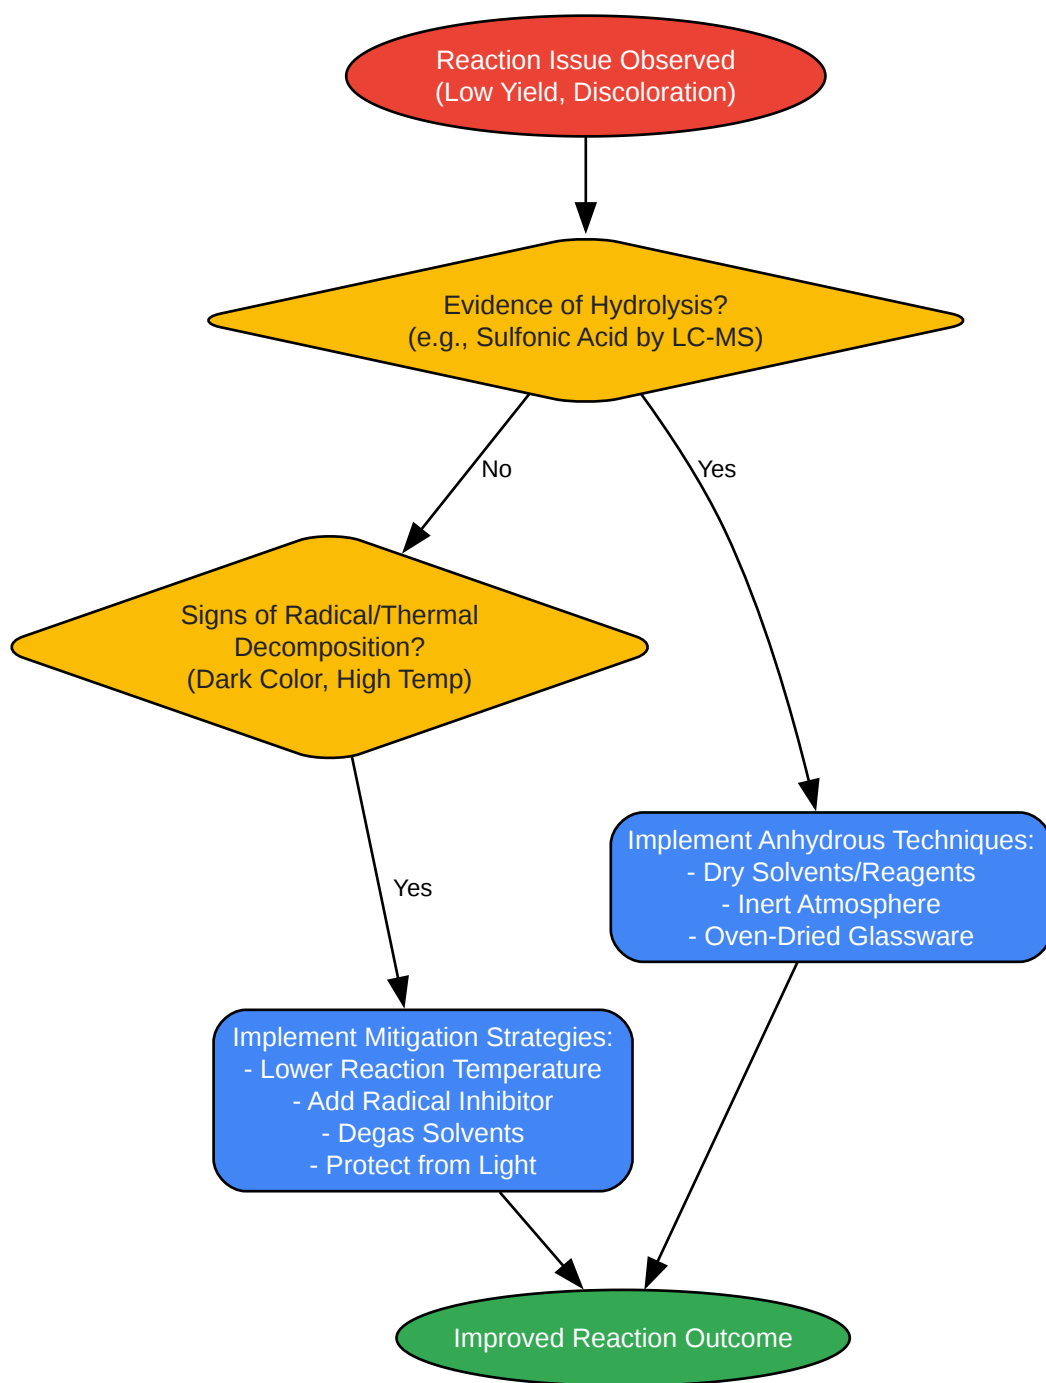 Reaction Issue Observed
(Low Yield, Discoloration)
Evidence of Hydrolysis?
(e.g., Sulfonic Acid by LC-MS)
No
Yes
Signs of Radical/Thermal
Decomposition?
(Dark Color, High Temp)
Implement Anhydrous Techniques:
- Dry Solvents/Reagents
- Inert Atmosphere
- Oven-Dried Glassware
Yes
Implement Mitigation Strategies:
- Lower Reaction Temperature
- Add Radical Inhibitor
- Degas Solvents
- Protect from Light
Improved Reaction Outcome